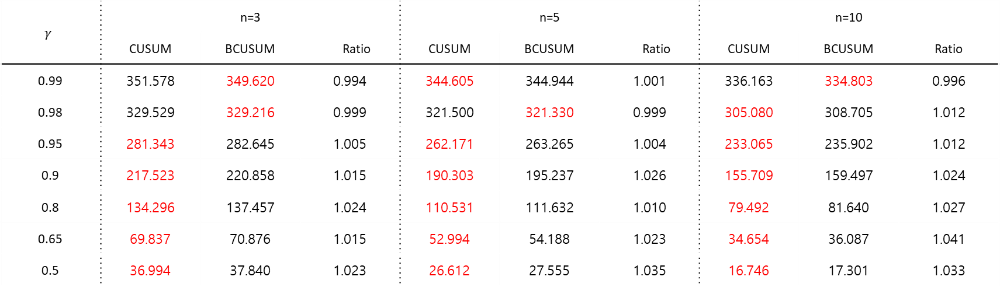 n=3 n=5 n=10
γ
CUSUM BCUSUM Ratio CUSUM BCUSUM Ratio CUSUM BCUSUM Ratio
0.99 351.578 349.620 0.994 344.605 344.944 1.001 336.163 334.803 0.996
0.98 329.529 329.216 0.999 321.500 321.330 0.999 305.080 308.705 1.012
0.95 281.343 282.645 1.005 262.171 263.265 1.004 233.065 235.902 1.012
0.9 217.523 220.858 1.015 190.303 195.237 1.026 155.709 159.497 1.024
0.8 134.296 137.457 1.024 110.531 111.632 1.010 79.492 81.640 1.027
0.65 69.837 70.876 1.015 52.994 54.188 1.023 34.654 36.087 1.041
0.5 36.994 37.840 1.023 26.612 27.555 1.035 16.746 17.301 1.033